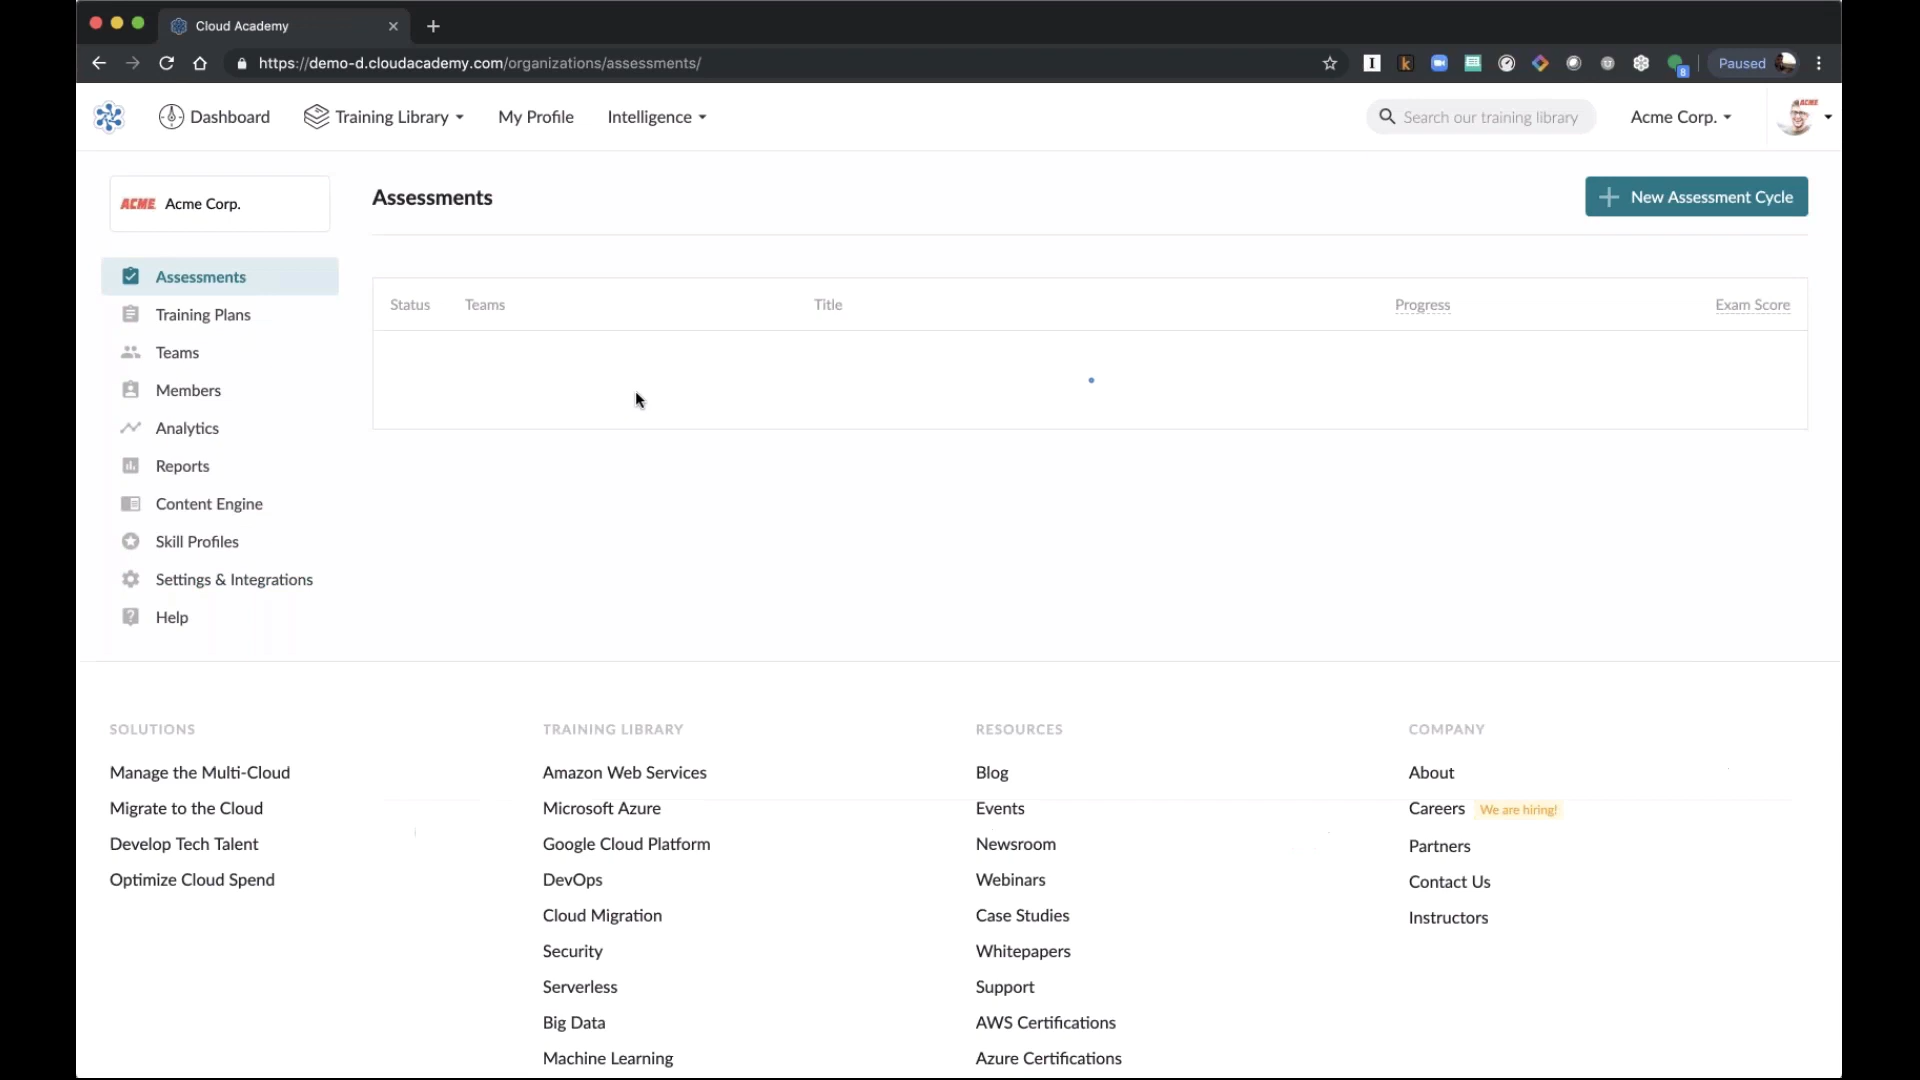 Cloud Academy
https://demo-d.cloudacademy.com/organizations/assessments/
Paused
Dashboard
Training Library
My Profile
Intelligence
Search our training library
Acme Corp.
ACME
ACME Acme Corp.
Assessments
New Assessment Cycle
Assessments
Training Plans
Teams
Members
Analytics
Reports
Content Engine
Skill Profiles
Settings & Integrations
Help
Status Teams Title Progress Exam Score
SOLUTIONS
Manage the Multi-Cloud
Migrate to the Cloud
Develop Tech Talent
Optimize Cloud Spend
TRAINING LIBRARY
Amazon Web Services
Microsoft Azure
Google Cloud Platform
DevOps
Cloud Migration
Security
Serverless
Big Data
Machine Learning
RESOURCES
Blog
Events
Newsroom
Webinars
Case Studies
Whitepapers
Support
AWS Certifications
Azure Certifications
COMPANY
About
Careers We are hiring!
Partners
Contact Us
Instructors